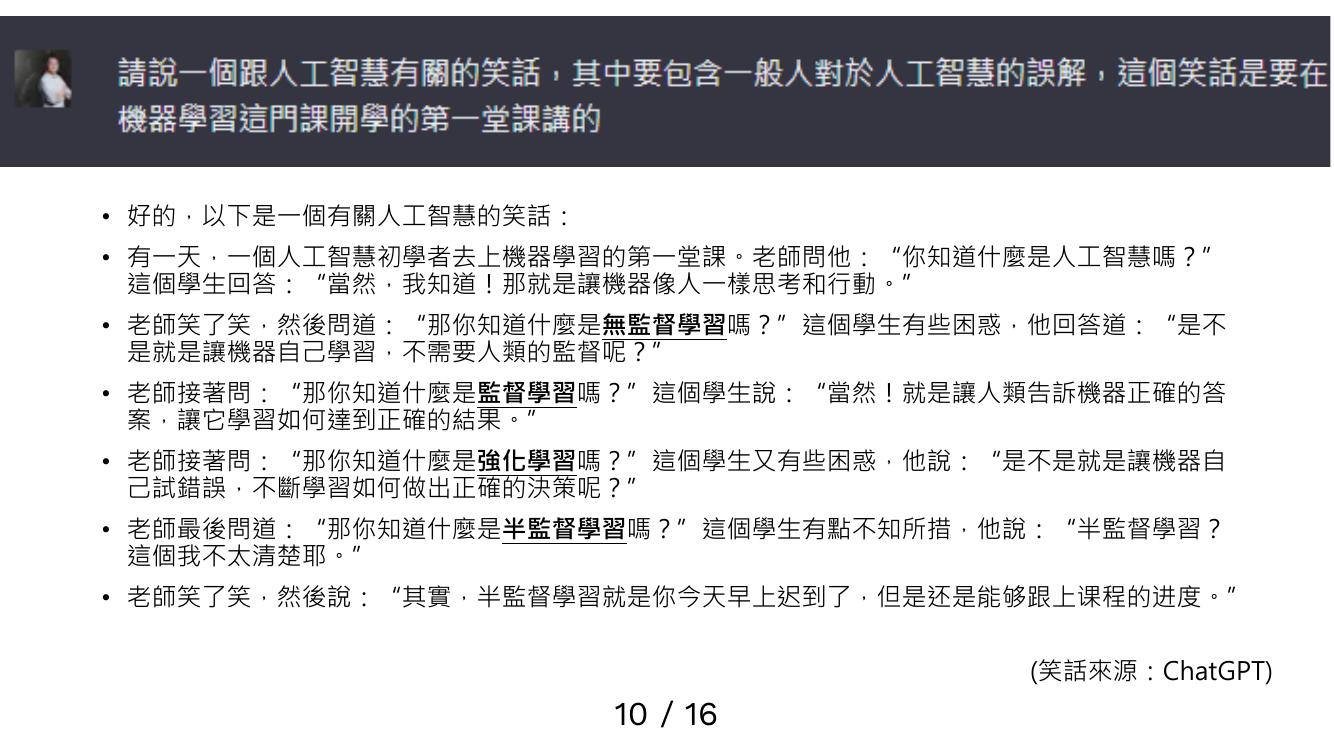 請說一個跟人工智慧有關的笑話，其中要包含一般人對於人工智慧的誤解，這個笑話是要在
機器學習這門課開學的第一堂課講的
• 好的，以下是一個有關人工智慧的笑話：
• 有一天，一個人工智慧初學者去上機器學習的第一堂課。老師問他：“你知道什麼是人工智慧嗎？”
這個學生回答：“當然，我知道！那就是讓機器像人一樣思考和行動。”
• 老師笑了笑，然後問道：“那你知道什麼是無監督學習嗎？”這個學生有些困惑，他回答道：“是不
是就是讓機器自己學習，不需要人類的監督呢？”
• 老師接著問：“那你知道什麼是監督學習嗎？”這個學生說：“當然！就是讓人類告訴機器正確的答
案，讓它學習如何達到正確的結果。”
• 老師接著問：“那你知道什麼是強化學習嗎？”這個學生又有些困惑，他說：“是不是就是讓機器自
己試錯誤，不斷學習如何做出正確的決策呢？”
• 老師最後問道：“那你知道什麼是半監督學習嗎？”這個學生有點不知所措，他說：“半監督學習？
這個我不太清楚耶。”
• 老師笑了笑，然後說：“其實，半監督學習就是你今天早上迟到了，但是还是能够跟上课程的进度。”
(笑話來源：ChatGPT)
10 / 16